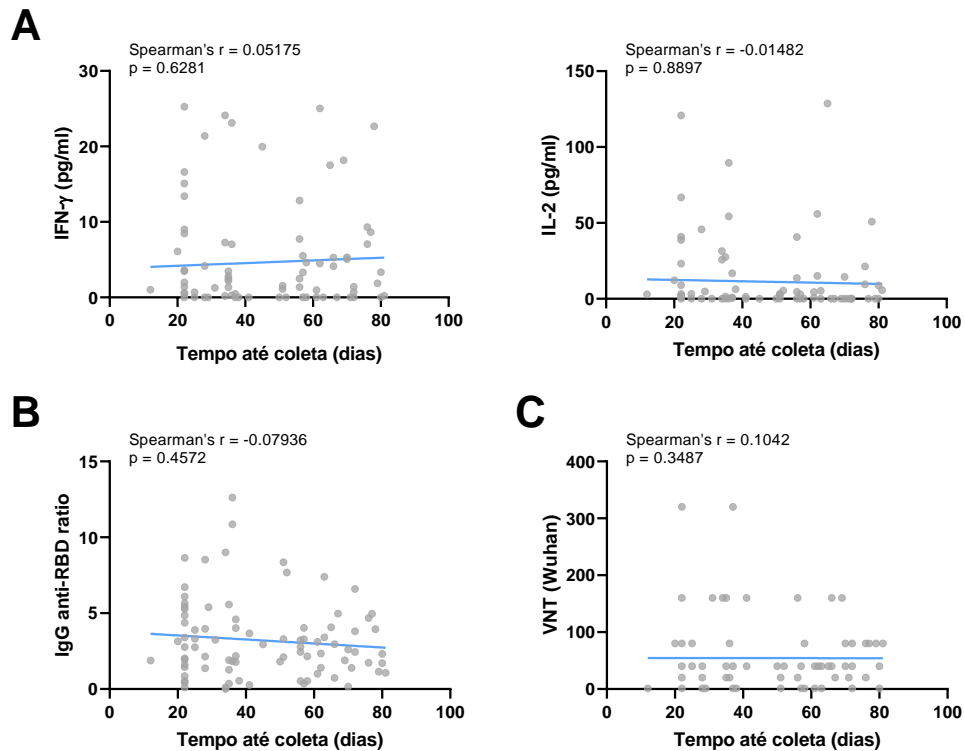 A
Spearman's r = 0.05175
p = 0.6281
30
20
10
0
IFN-γ (pg/ml)
0 20 40 60 80 100
Tempo até coleta (dias)
Spearman's r = -0.01482
p = 0.8897
150
100
50
0
IL-2 (pg/ml)
0 20 40 60 80 100
Tempo até coleta (dias)
B
Spearman's r = -0.07936
p = 0.4572
15
10
5
0
IgG anti-RBD ratio
0 20 40 60 80 100
Tempo até coleta (dias)
C
Spearman's r = 0.1042
p = 0.3487
400
300
200
100
0
VNT (Wuhan)
0 20 40 60 80 100
Tempo até coleta (dias)